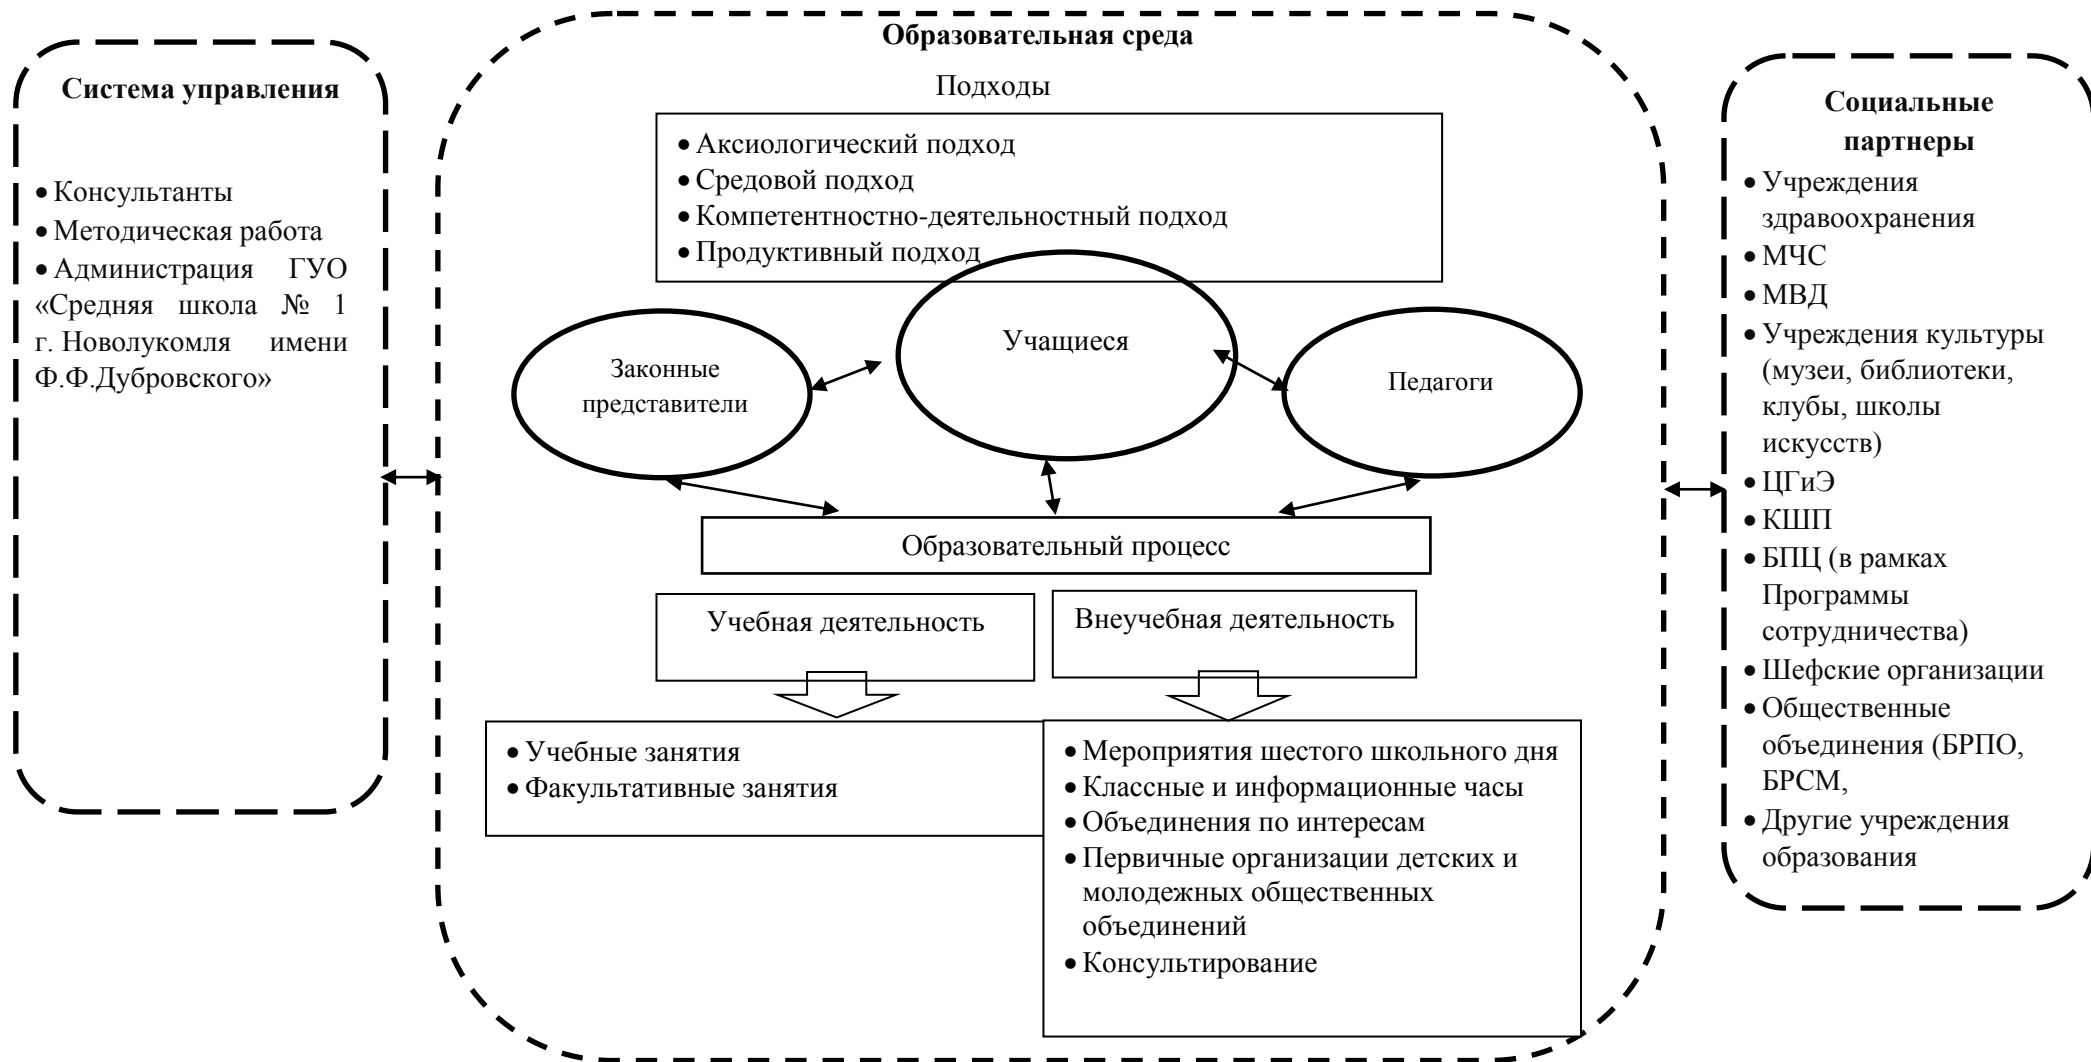 Образовательная среда
Система управления
• Консультанты
• Методическая работа
• Администрация ГУО
«Средняя школа № 1
г. Новолукомля имени
Ф.Ф.Дубровского»
Подходы
• Аксиологический подход
• Средовой подход
• Компетентностно-деятельностный подход
• Продуктивный подход
Законные
представители
Учащиеся
Педагоги
Образовательный процесс
Учебная деятельность
Внеучебная деятельность
• Учебные занятия
• Факультативные занятия
• Мероприятия шестого школьного дня
• Классные и информационные часы
• Объединения по интересам
• Первичные организации детских и
молодежных общественных
объединений
• Консультирование
Социальные
партнеры
• Учреждения
здравоохранения
• МЧС
• МВД
• Учреждения культуры
(музеи, библиотеки,
клубы, школы
искусств)
• ЦГиЭ
• КШП
• БПЦ (в рамках
Программы
сотрудничества)
• Шефские организации
• Общественные
объединения (БРПО,
БРСМ,
• Другие учреждения
образования